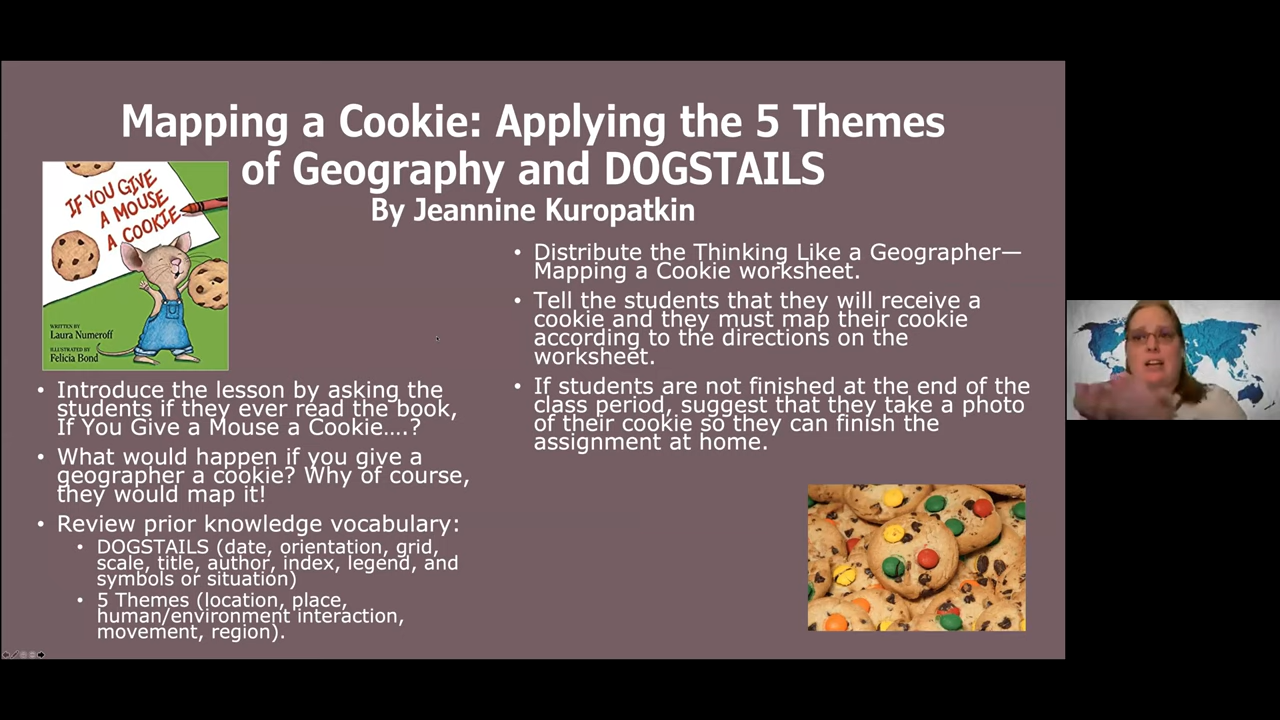 Mapping a Cookie: Applying the 5 Themes
of Geography and DOGSTAILS
By Jeannine Kuropatkin
IF YOU GIVE
A MOUSE
A COOKIE
WRITTEN BY
Laura Numeroff
ILLUSTRATED BY
Felicia Bond
• Introduce the lesson by asking the
students if they ever read the book,
If You Give a Mouse a Cookie….?
• What would happen if you give a
geographer a cookie? Why of course,
they would map it!
• Review prior knowledge vocabulary:
• DOGSTAILS (date, orientation, grid,
scale, title, author, index, legend, and
symbols or situation)
• 5 Themes (location, place,
human/environment interaction,
movement, region).
• Distribute the Thinking Like a Geographer—
Mapping a Cookie worksheet.
• Tell the students that they will receive a
cookie and they must map their cookie
according to the directions on the
worksheet.
• If students are not finished at the end of the
class period, suggest that they take a photo
of their cookie so they can finish the
assignment at home.